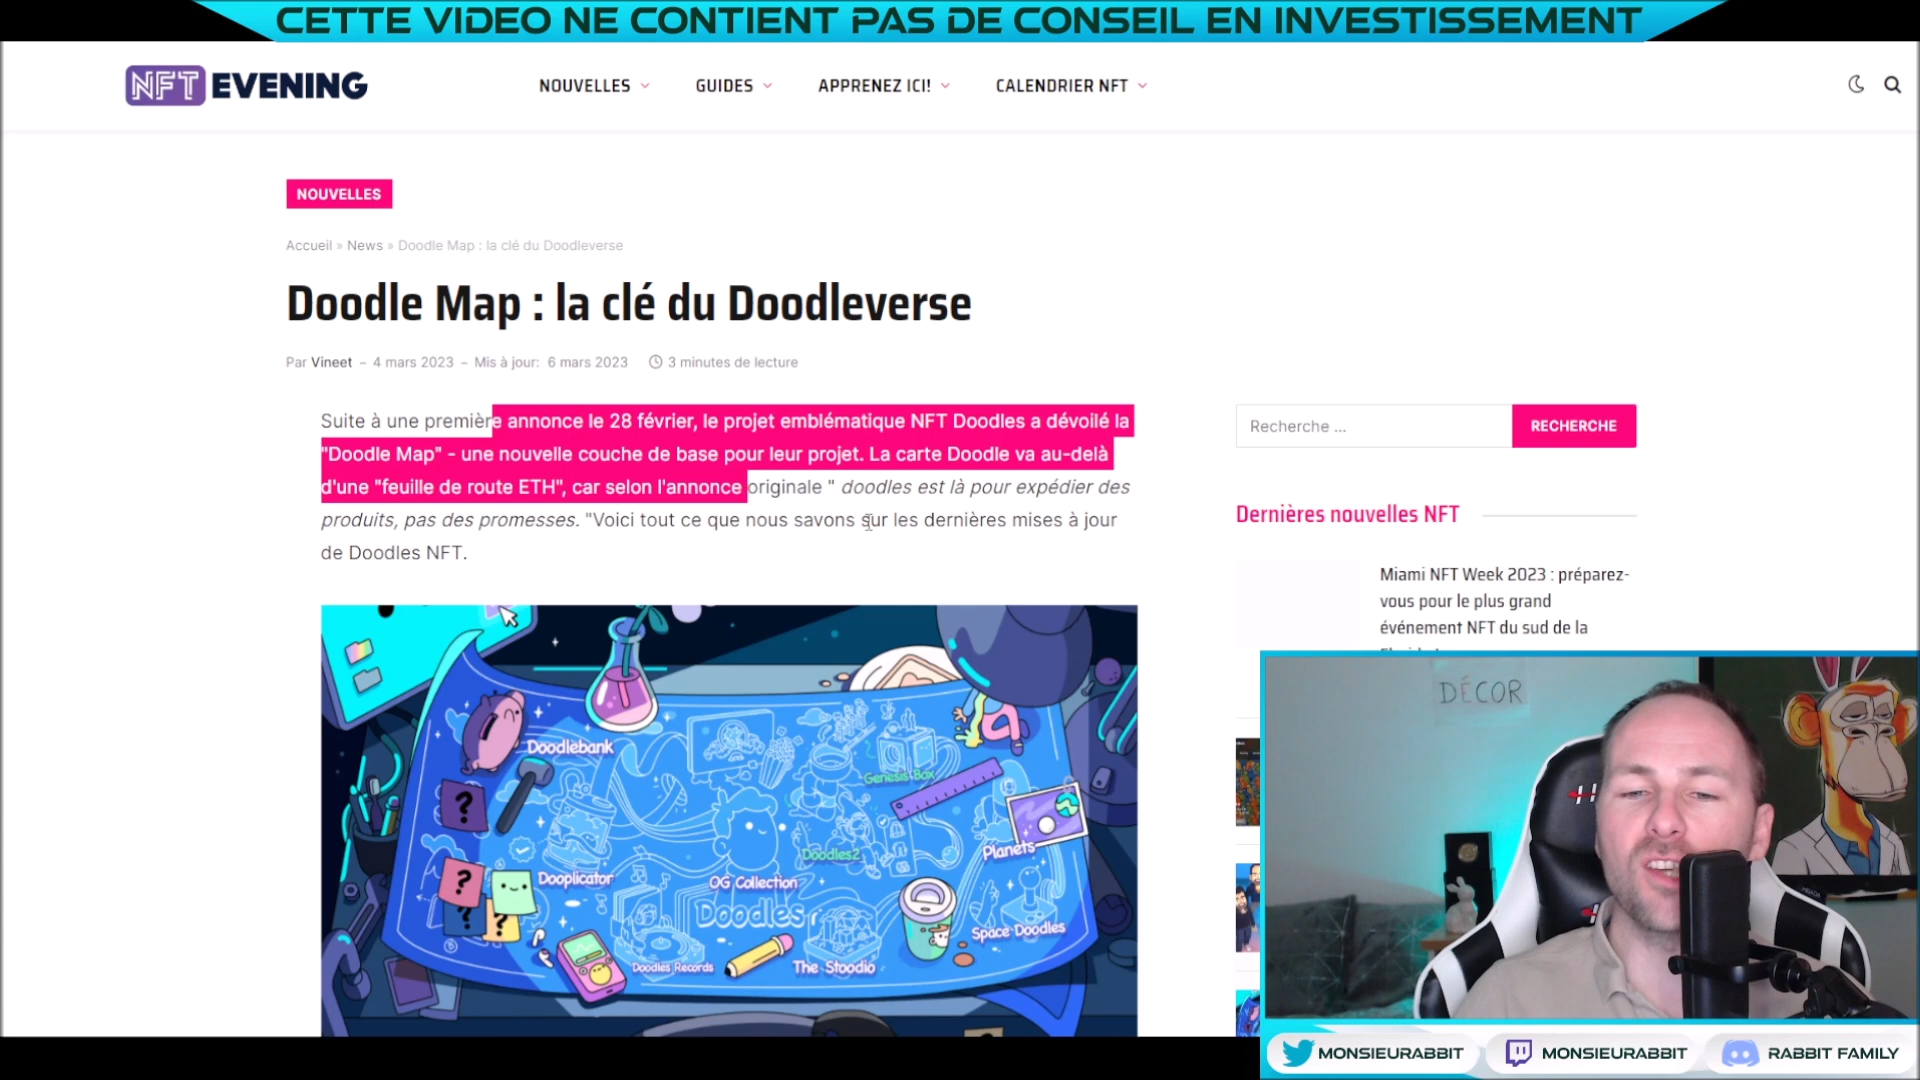 CETTE VIDEO NE CONTIENT PAS DE CONSEIL EN INVESTISSEMENT
NFT EVENING
NOUVELLES
GUIDES
APPRENEZ ICI!
CALENDRIER NFT
NOUVELLES
Accueil » News » Doodle Map : la clé du Doodleverse
Doodle Map : la clé du Doodleverse
Par Vineet – 4 mars 2023 – Mis à jour: 6 mars 2023 3 minutes de lecture
Suite à une première annonce le 28 février, le projet emblématique NFT Doodles a dévoilé la
"Doodle Map" - une nouvelle couche de base pour leur projet. La carte Doodle va au-delà
d'une "feuille de route ETH", car selon l'annonce originale " doodles est là pour expédier des
produits, pas des promesses. "Voici tout ce que nous savons sur les dernières mises à jour
de Doodles NFT.
Recherche ...
RECHERCHE
Dernières nouvelles NFT
Miami NFT Week 2023 : préparez-
vous pour le plus grand
événement NFT du sud de la
Doodlebank
Genesis Box
?
Planets
Doodles2
Dooplicator
OG Collection
?
?
?
Doodles
Space Doodles
Doodles Records
The Stoodio
DÉCOR
MONSIEURABBIT
MONSIEURABBIT
RABBIT FAMILY